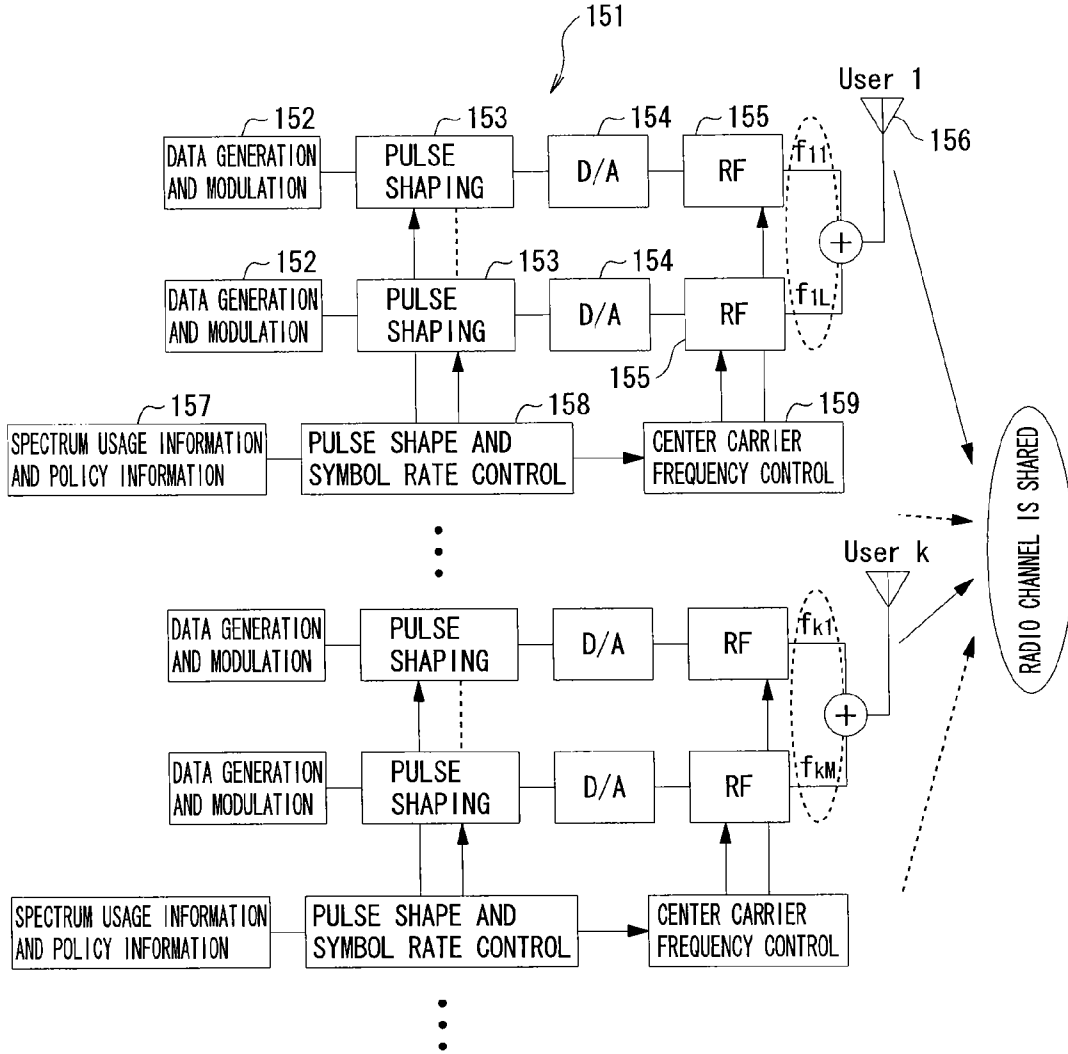 151
User 1
152
153
154
155
156
DATA GENERATION
AND MODULATION
PULSE
SHAPING
D/A
RF
f11
+
152
153
154
DATA GENERATION
AND MODULATION
PULSE
SHAPING
D/A
RF
f1L
155
157
158
159
SPECTRUM USAGE INFORMATION
AND POLICY INFORMATION
PULSE SHAPE AND
SYMBOL RATE CONTROL
CENTER CARRIER
FREQUENCY CONTROL
RADIO CHANNEL IS SHARED
User k
DATA GENERATION
AND MODULATION
PULSE
SHAPING
D/A
RF
fk1
+
DATA GENERATION
AND MODULATION
PULSE
SHAPING
D/A
RF
fkM
SPECTRUM USAGE INFORMATION
AND POLICY INFORMATION
PULSE SHAPE AND
SYMBOL RATE CONTROL
CENTER CARRIER
FREQUENCY CONTROL